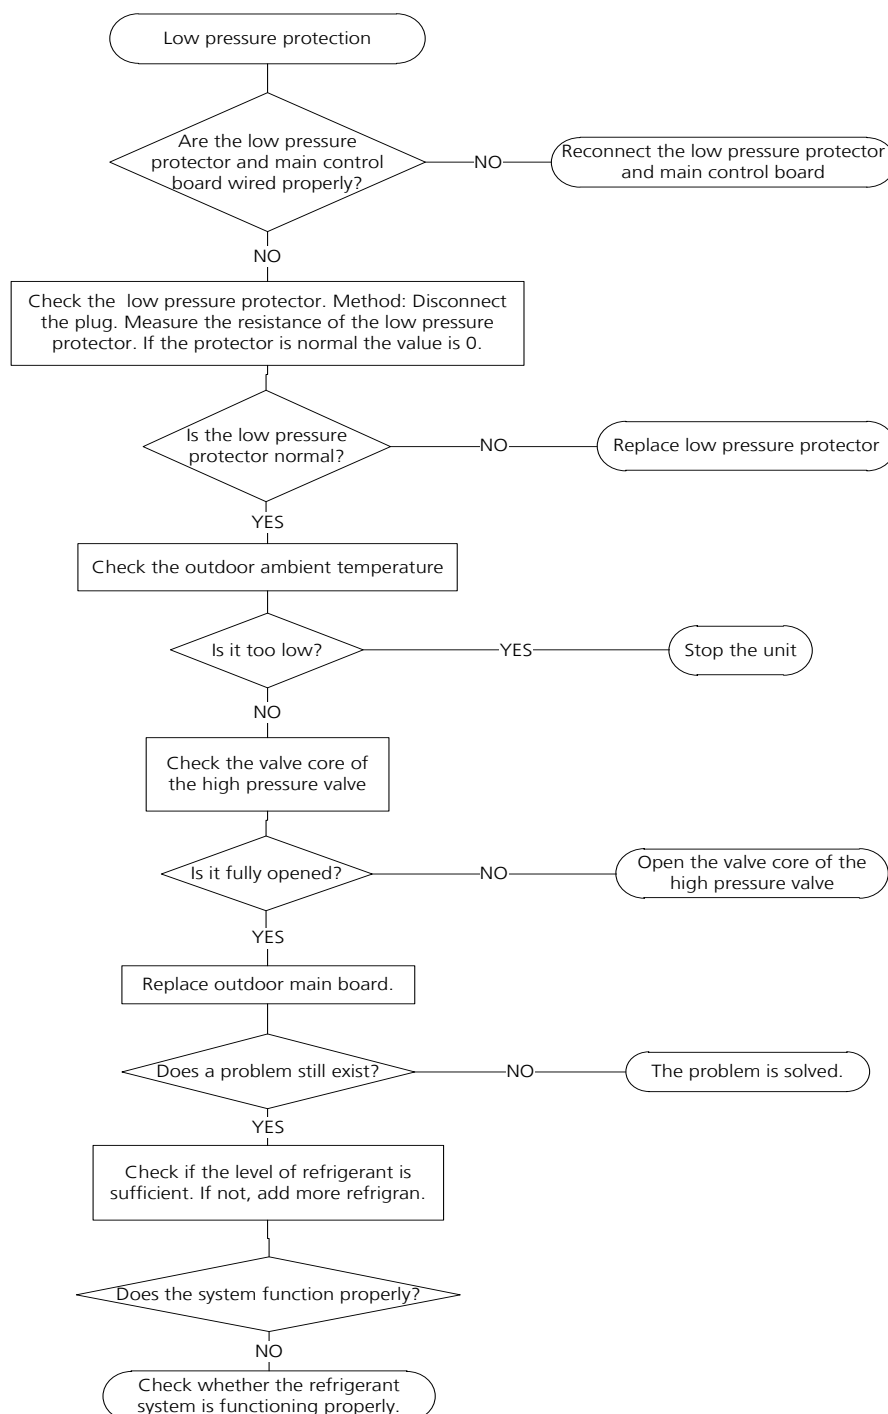 Low pressure protection
Are the low pressure
protector and main control
board wired properly?
NO
Reconnect the low pressure protector
and main control board
NO
Check the low pressure protector. Method: Disconnect
the plug. Measure the resistance of the low pressure
protector. If the protector is normal the value is 0.
Is the low pressure
protector normal?
NO
Replace low pressure protector
YES
Check the outdoor ambient temperature
Is it too low?
YES
Stop the unit
NO
Check the valve core of
the high pressure valve
Is it fully opened?
NO
Open the valve core of the
high pressure valve
YES
Replace outdoor main board.
Does a problem still exist?
NO
The problem is solved.
YES
Check if the level of refrigerant is
sufficient. If not, add more refrigran.
Does the system function properly?
NO
Check whether the refrigerant
system is functioning properly.